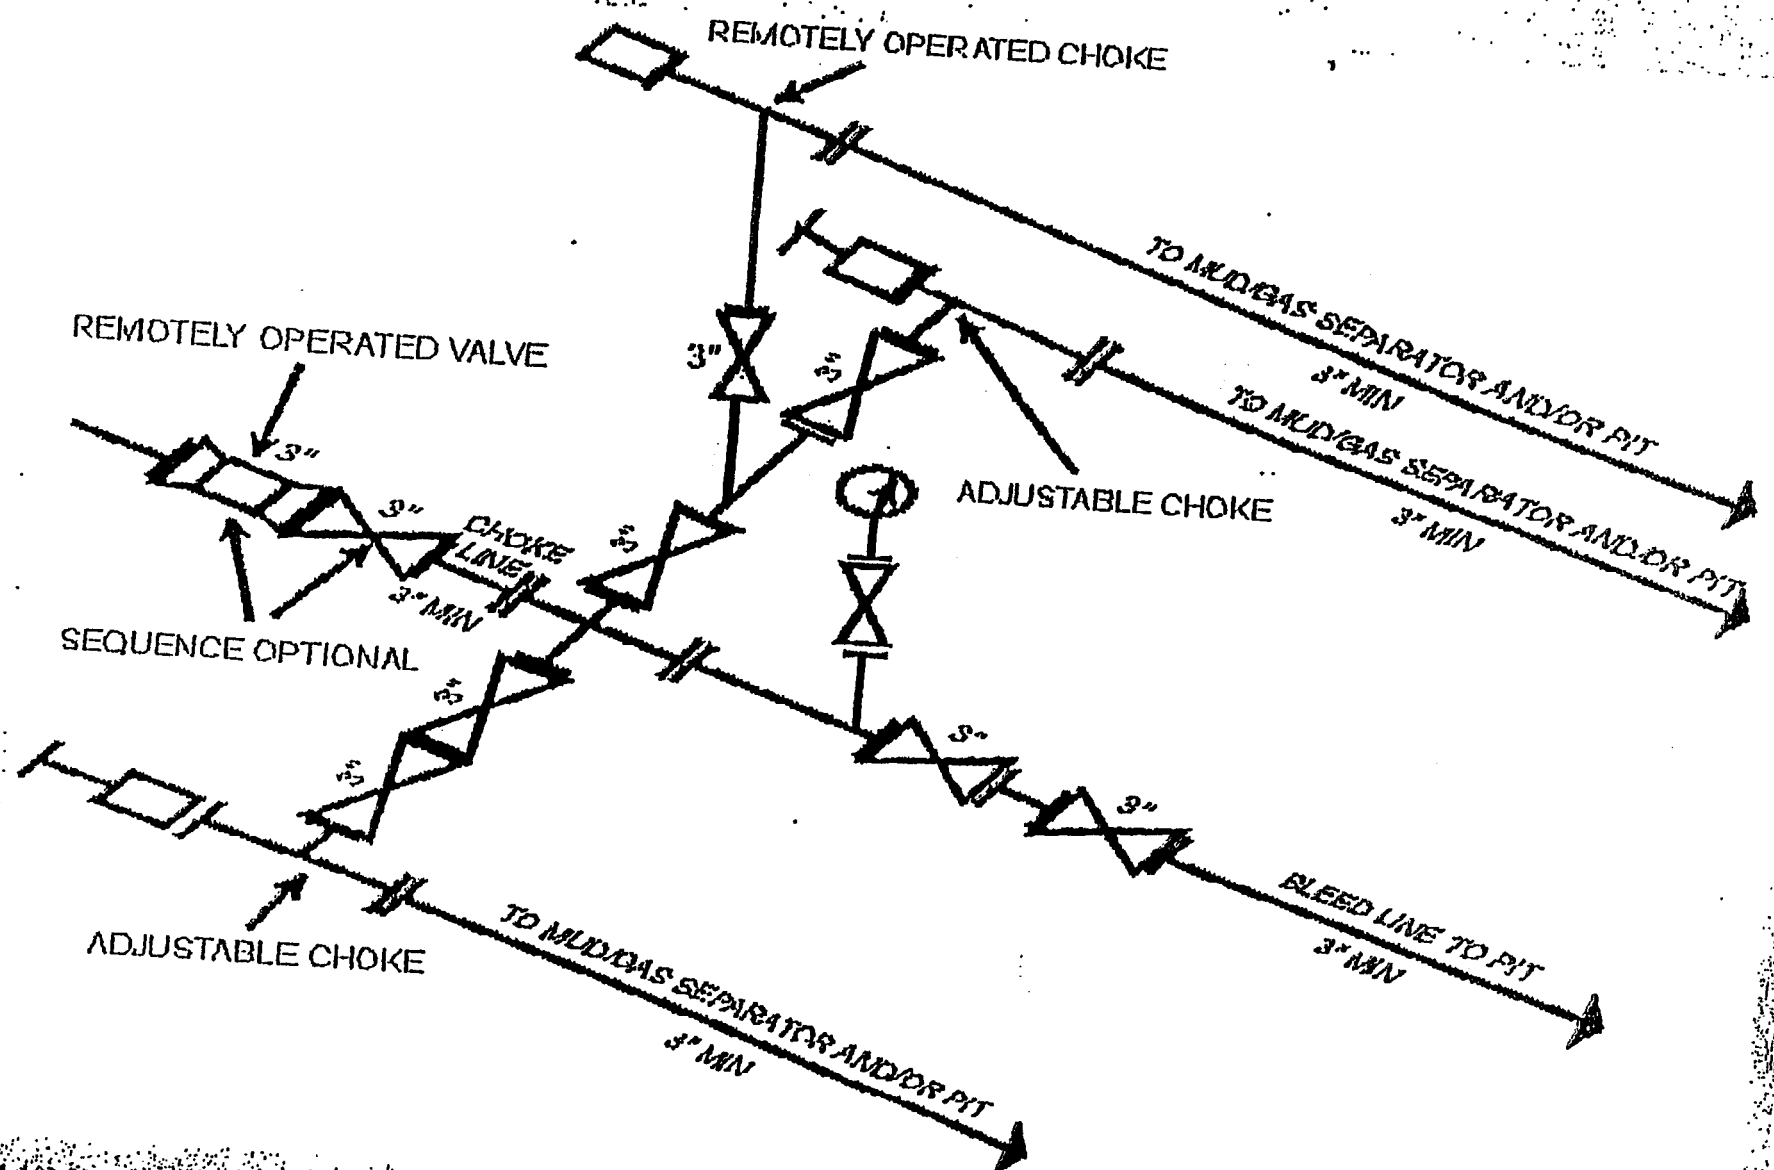 REMOTELY OPERATED CHOKE
TO MUD/GAS SEPARATOR AND/OR PIT
3" MIN
REMOTELY OPERATED VALVE
3"
3"
TO MUD/GAS SEPARATOR AND/OR PIT
3" MIN
3"
3"
CHOKE
LINE
3" MIN
3"
ADJUSTABLE CHOKE
SEQUENCE OPTIONAL
3"
3"
3"
3"
BLEED LINE TO PIT
3" MIN
ADJUSTABLE CHOKE
TO MUD/GAS SEPARATOR AND/OR PIT
3" MIN